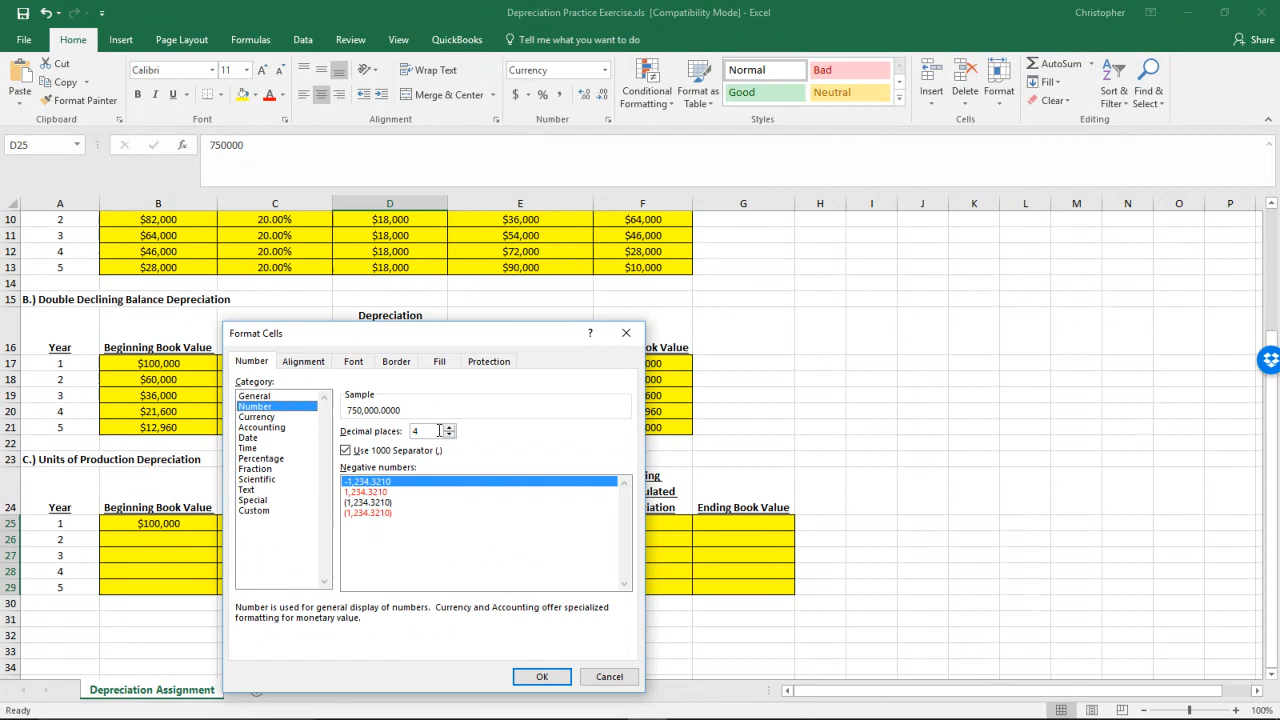 Depreciation Practice Exercise.xls [Compatibility Mode] - Excel
Christopher
File Home Insert Page Layout Formulas Data Review View QuickBooks Tell me what you want to do Share
Paste Cut Copy Format Painter Clipboard
Calibri 11 B I U Font
Wrap Text Merge & Center Alignment
Currency $ % , Number
Conditional Formatting Format as Table
Normal Bad Good Neutral Styles
Insert Delete Format Cells
AutoSum Fill Clear Sort & Filter Find & Select Editing
D25 fx 750000
A B C D E F G H I J K L M N O P
10 2 $82,000 20.00% $18,000 $36,000 $64,000
11 3 $64,000 20.00% $18,000 $54,000 $46,000
12 4 $46,000 20.00% $18,000 $72,000 $28,000
13 5 $28,000 20.00% $18,000 $90,000 $10,000
14
15 B.) Double Declining Balance Depreciation
Depreciation
16 Year Beginning Book Value k Value
17 1 $100,000 000
18 2 $60,000 000
19 3 $36,000 600
20 4 $21,600 960
21 5 $12,960 000
22
23 C.) Units of Production Depreciation
ng
ulated
24 Year Beginning Book Value iation Ending Book Value
25 1 $100,000
26 2
27 3
28 4
29 5
30
31
32
33
34
Format Cells ?
Number Alignment Font Border Fill Protection
Category:
General
Number
Currency
Accounting
Date
Time
Percentage
Fraction
Scientific
Text
Special
Custom
Sample
750,000.0000
Decimal places: 4
Use 1000 Separator (,)
Negative numbers:
-1,234.3210
1,234.3210
(1,234.3210)
(1,234.3210)
Number is used for general display of numbers. Currency and Accounting offer specialized
formatting for monetary value.
OK Cancel
Depreciation Assignment
Ready 100%